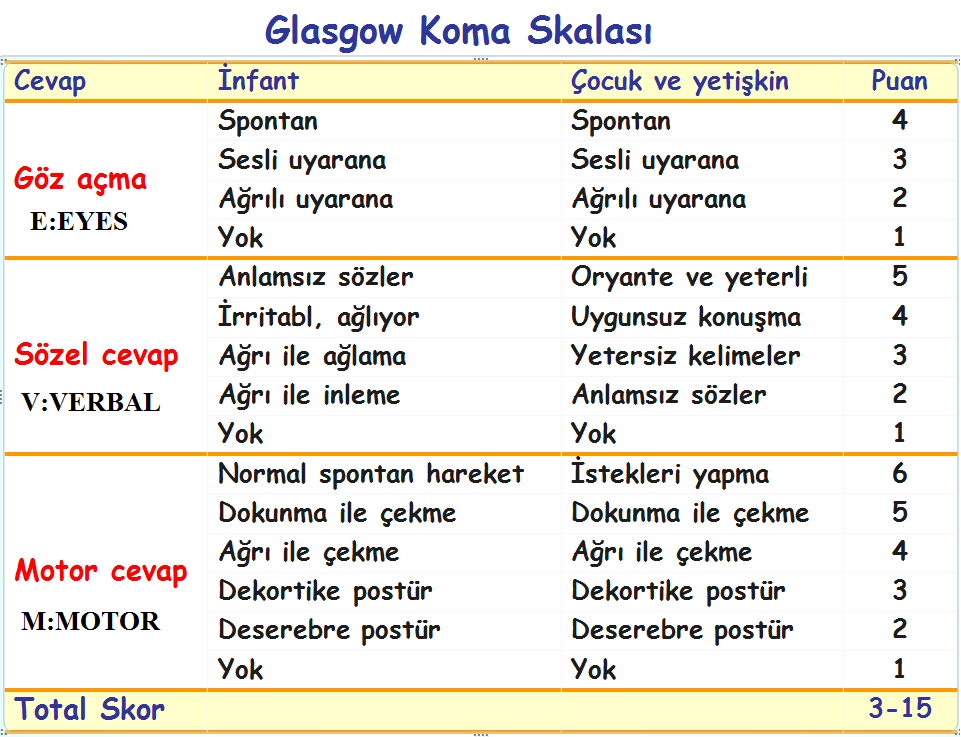 Glasgow Koma Skalası
Cevap İnfant Çocuk ve yetişkin Puan
Göz açma
E:EYES
Spontan Spontan 4
Sesli uyarana Sesli uyarana 3
Ağrılı uyarana Ağrılı uyarana 2
Yok Yok 1
Sözel cevap
V:VERBAL
Anlamsız sözler Oryante ve yeterli 5
İrritabl, ağlıyor Uygunsuz konuşma 4
Ağrı ile ağlama Yetersiz kelimeler 3
Ağrı ile inleme Anlamsız sözler 2
Yok Yok 1
Motor cevap
M:MOTOR
Normal spontan hareket İstekleri yapma 6
Dokunma ile çekme Dokunma ile çekme 5
Ağrı ile çekme Ağrı ile çekme 4
Dekortike postür Dekortike postür 3
Deserebre postür Deserebre postür 2
Yok Yok 1
Total Skor 3-15